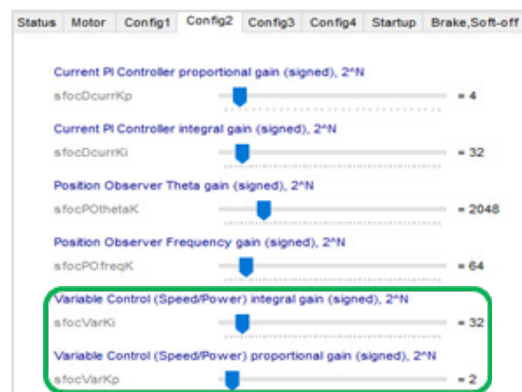 Status Motor Config1 Config2 Config3 Config4 Startup Brake,Soft-off
Current PI Controller proportional gain (signed), 2^N
sfocDcurrKp = 4
Current PI Controller integral gain (signed), 2^N
sfocDcurrKi = 32
Position Observer Theta gain (signed), 2^N
sfocPOthetaK = 2048
Position Observer Frequency gain (signed), 2^N
sfocPOfreqK = 64
Variable Control (Speed/Power) integral gain (signed), 2^N
sfocVarKi = 32
Variable Control (Speed/Power) proportional gain (signed), 2^N
sfocVarKp = 2